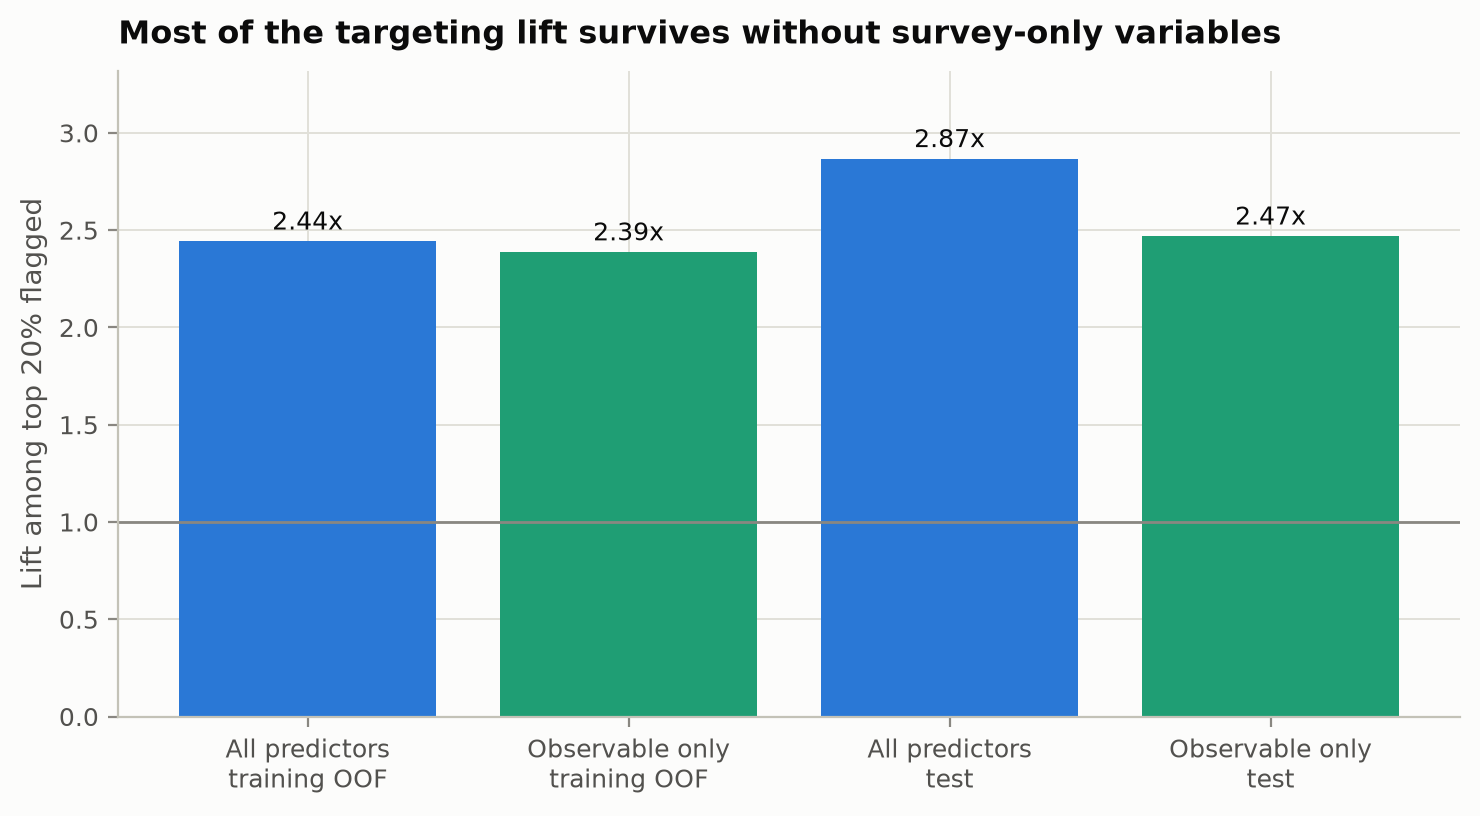 Most of the targeting lift survives without survey-only variables
Lift among top 20% flagged
3.0
2.5
2.0
1.5
1.0
0.5
0.0
2.44x
2.39x
2.87x
2.47x
All predictors
training OOF
Observable only
training OOF
All predictors
test
Observable only
test